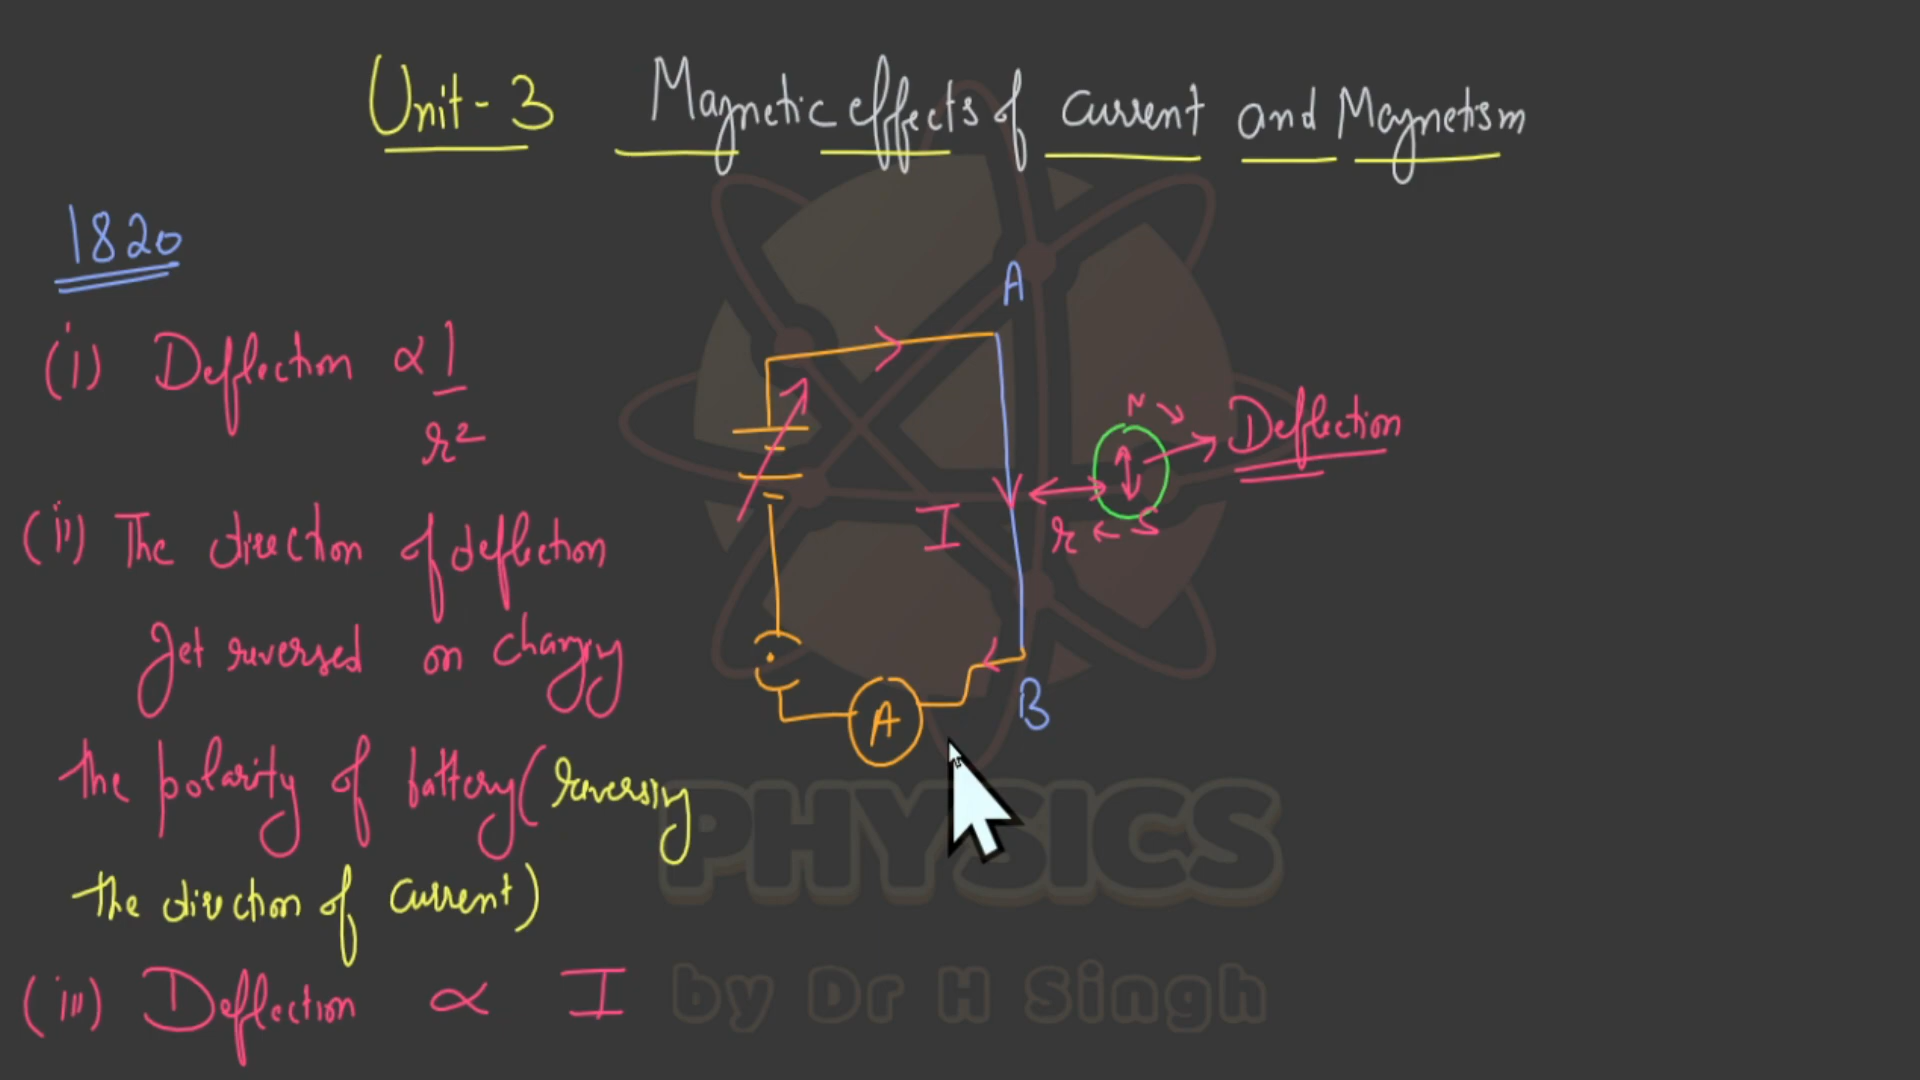 Unit-3 Magnetic effects of current and Magnetism
1820
(i) Deflection ∝ 1
r²
(ii) The direction of deflection
get reversed on changing
the polarity of battery (reversing
the direction of current)
(iii) Deflection ∝ I
A
N
Deflection
I
r
S
B
A
PHYSICS
by Dr H Singh